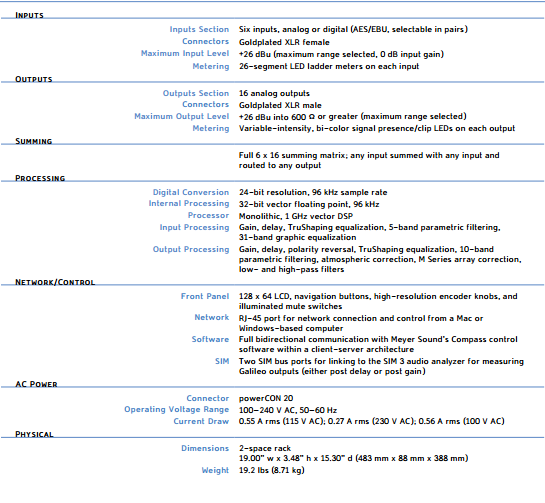 INPUTS
Inputs Section Six inputs, analog or digital (AES/EBU, selectable in pairs)
Connectors Goldplated XLR female
Maximum Input Level +26 dBu (maximum range selected, 0 dB input gain)
Metering 26-segment LED ladder meters on each input
OUTPUTS
Outputs Section 16 analog outputs
Connectors Goldplated XLR male
Maximum Output Level +26 dBu into 600 Ω or greater (maximum range selected)
Metering Variable-intensity, bi-color signal presence/clip LEDs on each output
SUMMING
Full 6 x 16 summing matrix; any input summed with any input and
routed to any output
PROCESSING
Digital Conversion 24-bit resolution, 96 kHz sample rate
Internal Processing 32-bit vector floating point, 96 kHz
Processor Monolithic, 1 GHz vector DSP
Input Processing Gain, delay, TruShaping equalization, 5-band parametric filtering,
31-band graphic equalization
Output Processing Gain, delay, polarity reversal, TruShaping equalization, 10-band
parametric filtering, atmospheric correction, M Series array correction,
low- and high-pass filters
NETWORK/CONTROL
Front Panel 128 x 64 LCD, navigation buttons, high-resolution encoder knobs, and
illuminated mute switches
Network RJ-45 port for network connection and control from a Mac or
Windows-based computer
Software Full bidirectional communication with Meyer Sound's Compass control
software within a client-server architecture
SIM Two SIM bus ports for linking to the SIM 3 audio analyzer for measuring
Galileo outputs (either post delay or post gain)
AC POWER
Connector powerCON 20
Operating Voltage Range 100–240 V AC, 50–60 Hz
Current Draw 0.55 A rms (115 V AC); 0.27 A rms (230 V AC); 0.56 A rms (100 V AC)
PHYSICAL
Dimensions 2-space rack
19.00" w x 3.48" h x 15.30" d (483 mm x 88 mm x 388 mm)
Weight 19.2 lbs (8.71 kg)